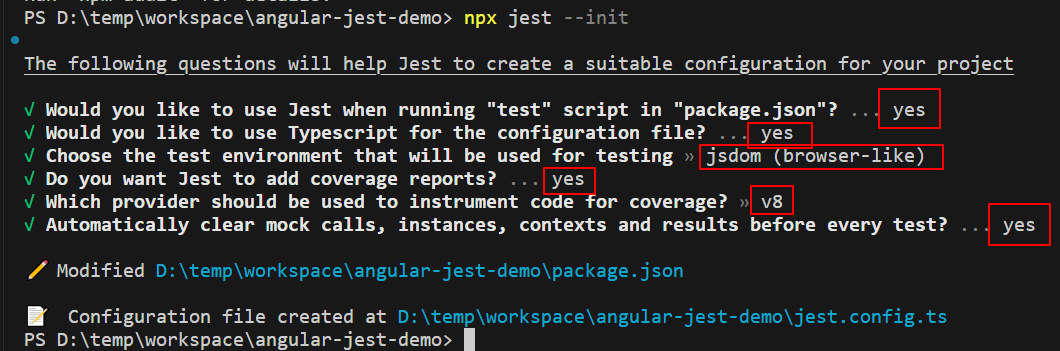 PS D:\temp\workspace\angular-jest-demo> npx jest --init
The following questions will help Jest to create a suitable configuration for your project
√ Would you like to use Jest when running "test" script in "package.json"? ... yes
√ Would you like to use Typescript for the configuration file? ... yes
√ Choose the test environment that will be used for testing » jsdom (browser-like)
√ Do you want Jest to add coverage reports? ... yes
√ Which provider should be used to instrument code for coverage? » v8
√ Automatically clear mock calls, instances, contexts and results before every test? ... yes
Modified D:\temp\workspace\angular-jest-demo\package.json
Configuration file created at D:\temp\workspace\angular-jest-demo\jest.config.ts
PS D:\temp\workspace\angular-jest-demo>